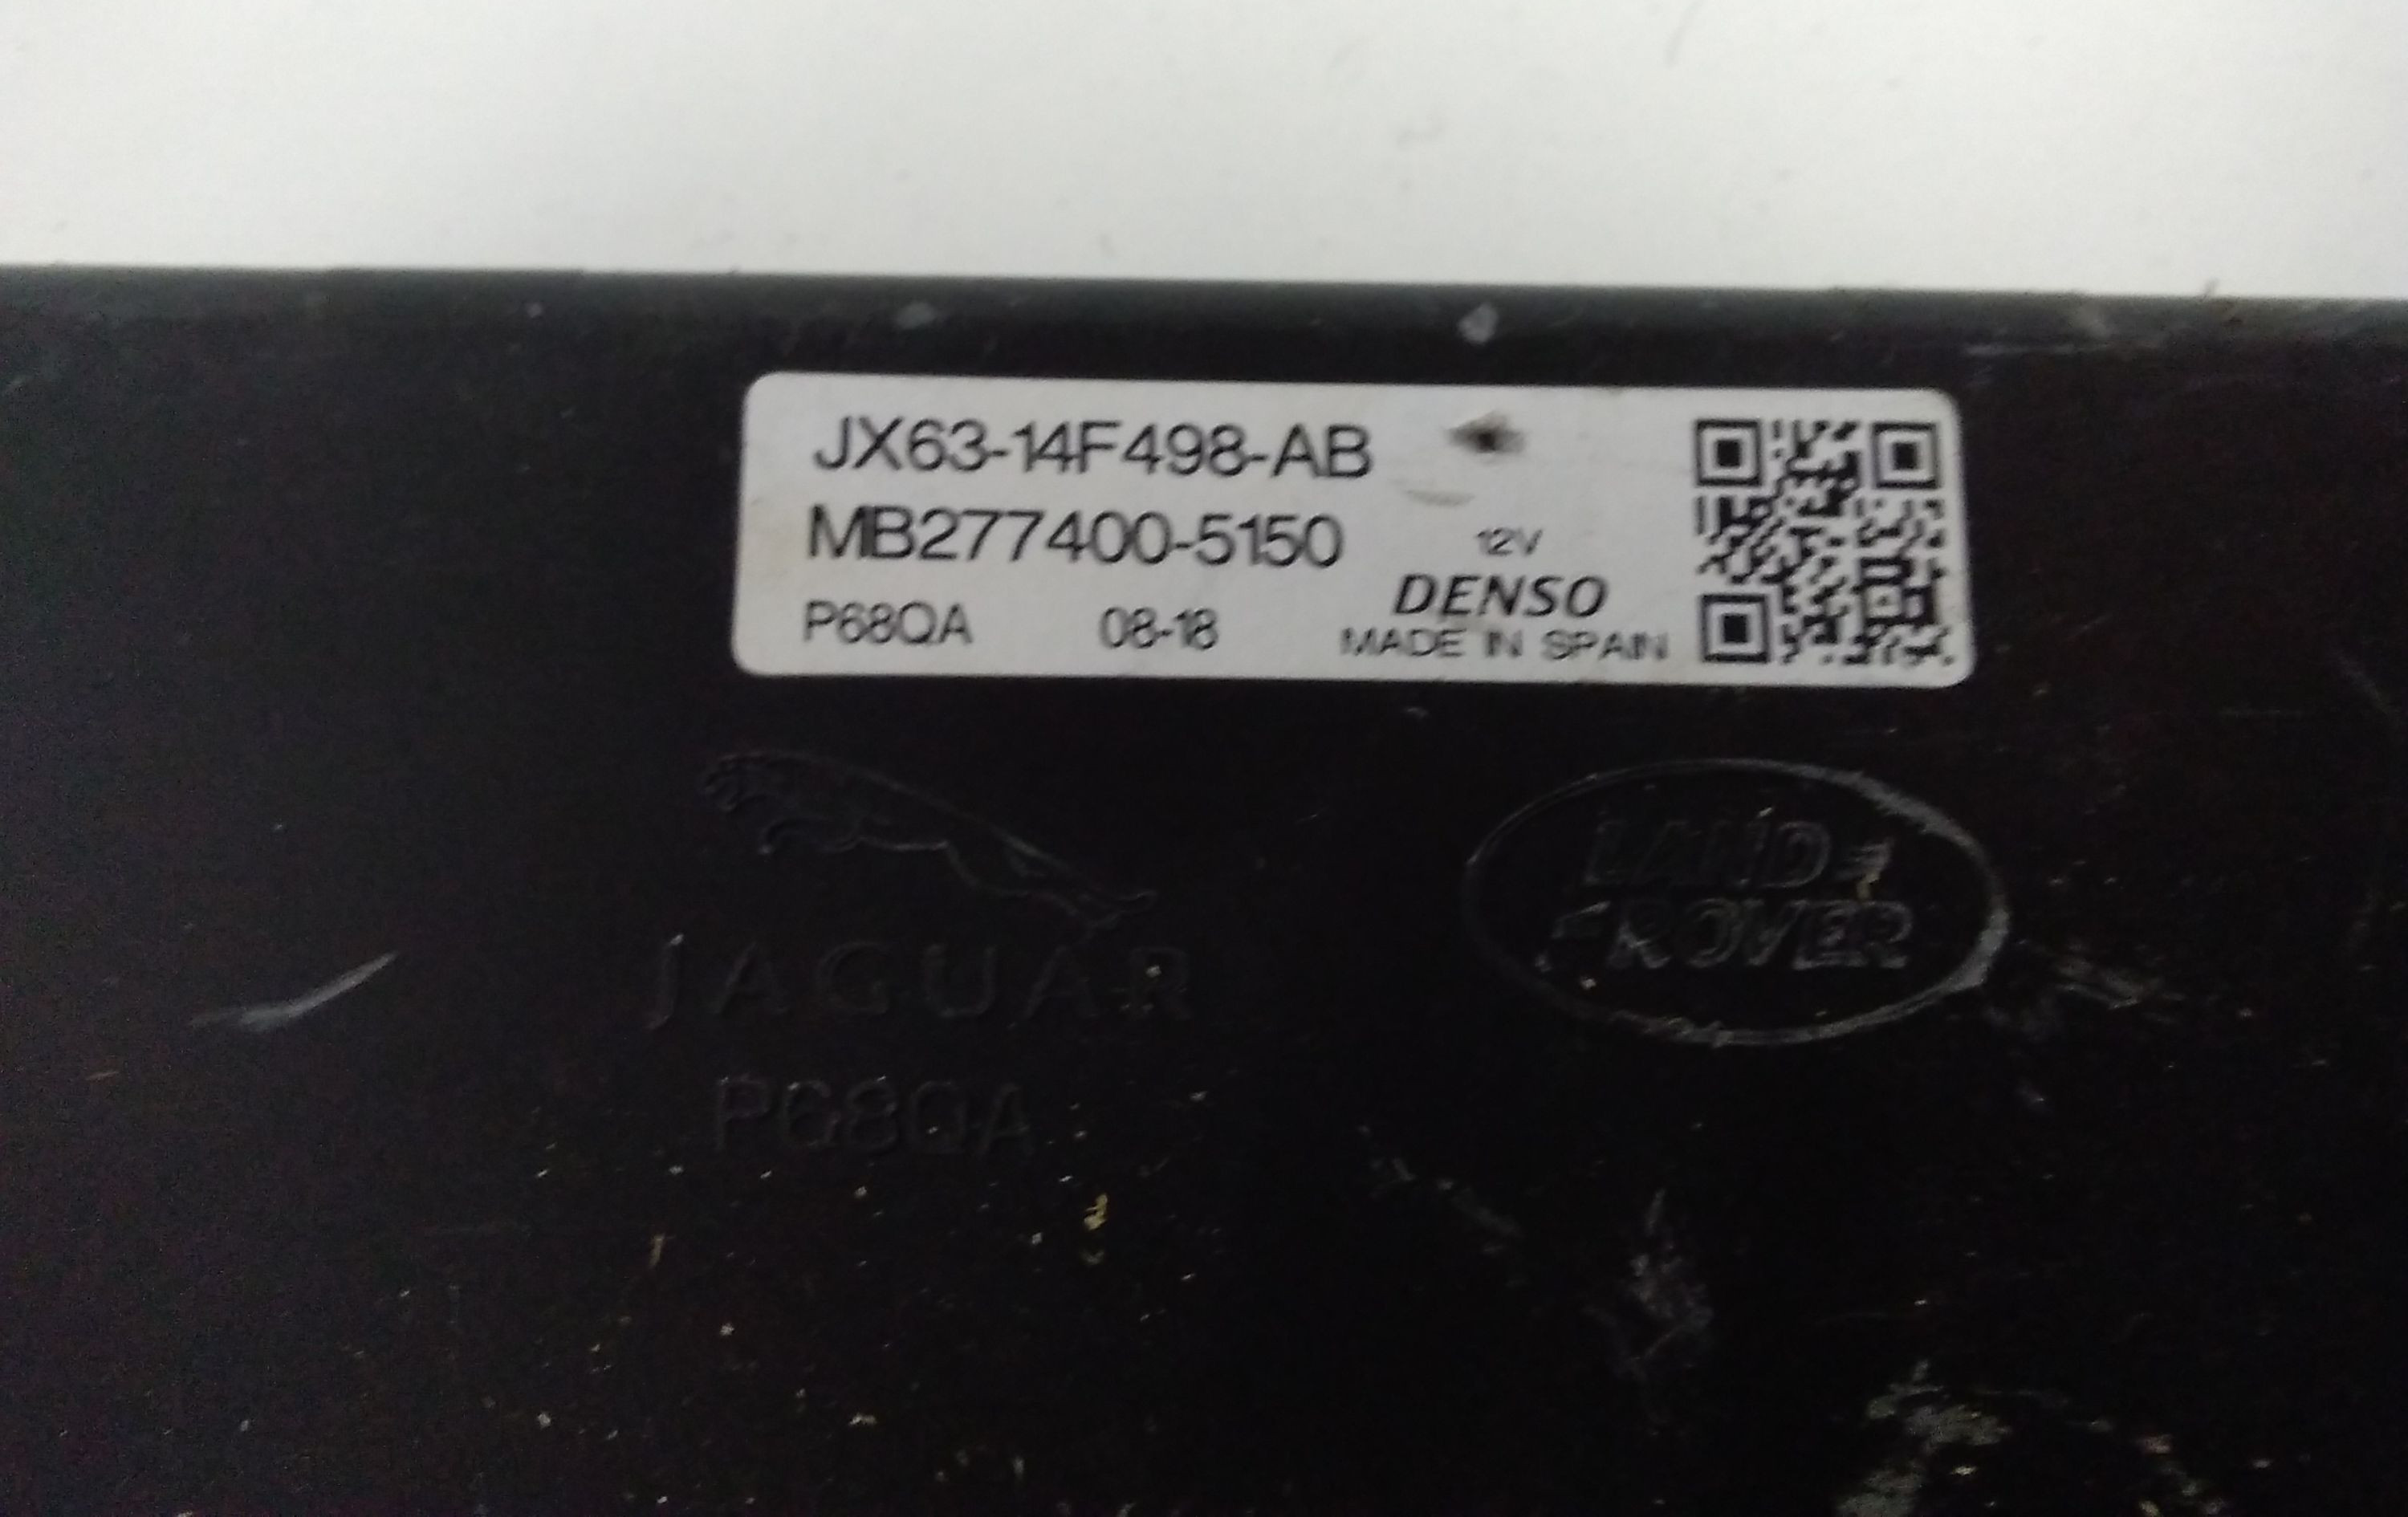 JX63-14F498-AB
MB277400-5150
12V
DENSO
P68QA 08-18 MADE IN SPAIN
JAGUAR
LAND
ROVER
P68QA